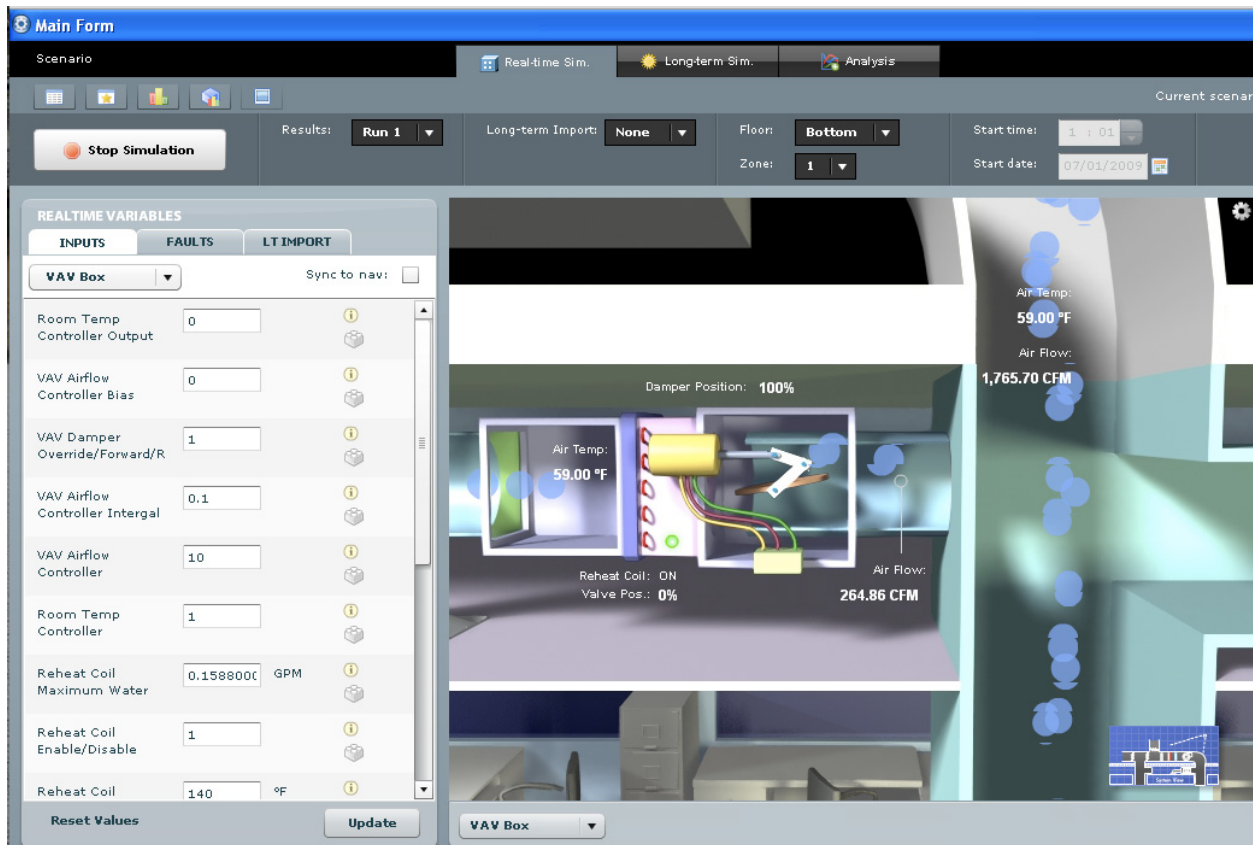 Main Form
Scenario
Real-time Sim.
Long-term Sim.
Analysis
Current scenar
Stop Simulation
Results:
Run 1
Long-term Import:
None
Floor:
Bottom
Zone:
1
Start time:
1 : 01
Start date:
07/01/2009
REALTIME VARIABLES
INPUTS
FAULTS
LT IMPORT
VAV Box
Sync to nav:
Room Temp
Controller Output
0
VAV Airflow
Controller Bias
0
VAV Damper
Override/Forward/R
1
VAV Airflow
Controller Intergal
0.1
VAV Airflow
Controller
10
Room Temp
Controller
1
Reheat Coil
Maximum Water
0.1588000
GPM
Reheat Coil
Enable/Disable
1
Reheat Coil
140
ºF
Reset Values
Update
Air Temp:
59.00 ºF
Air Flow:
1,765.70 CFM
Damper Position: 100%
Air Temp:
59.00 ºF
Reheat Coil: ON
Valve Pos.: 0%
Air Flow:
264.86 CFM
System View
VAV Box